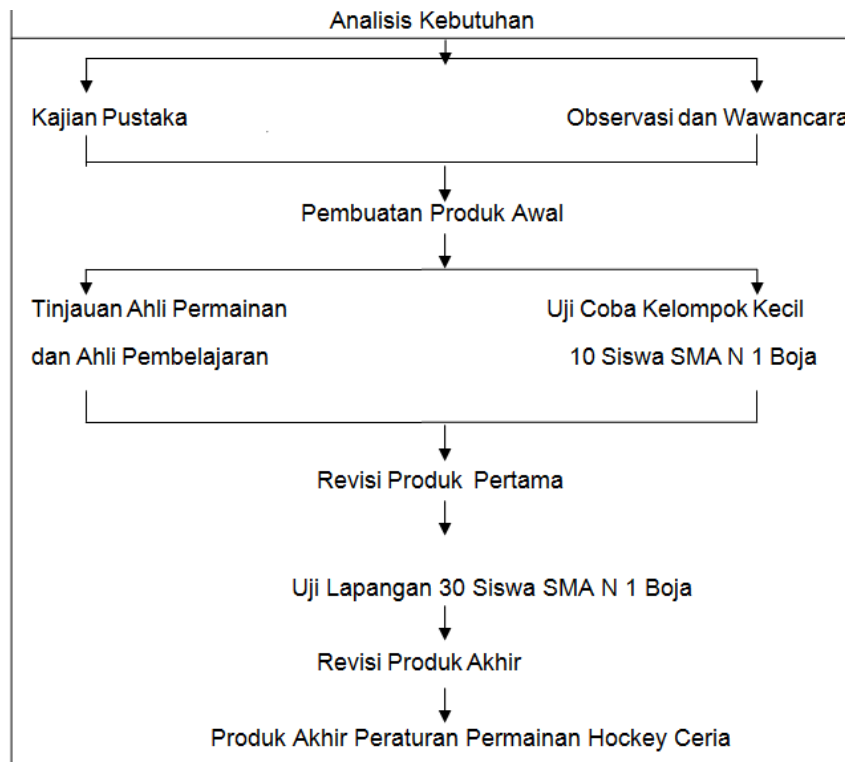 Analisis Kebutuhan
Kajian Pustaka
Observasi dan Wawancara
Pembuatan Produk Awal
Tinjauan Ahli Permainan
dan Ahli Pembelajaran
Uji Coba Kelompok Kecil
10 Siswa SMA N 1 Boja
Revisi Produk Pertama
Uji Lapangan 30 Siswa SMA N 1 Boja
Revisi Produk Akhir
Produk Akhir Peraturan Permainan Hockey Ceria